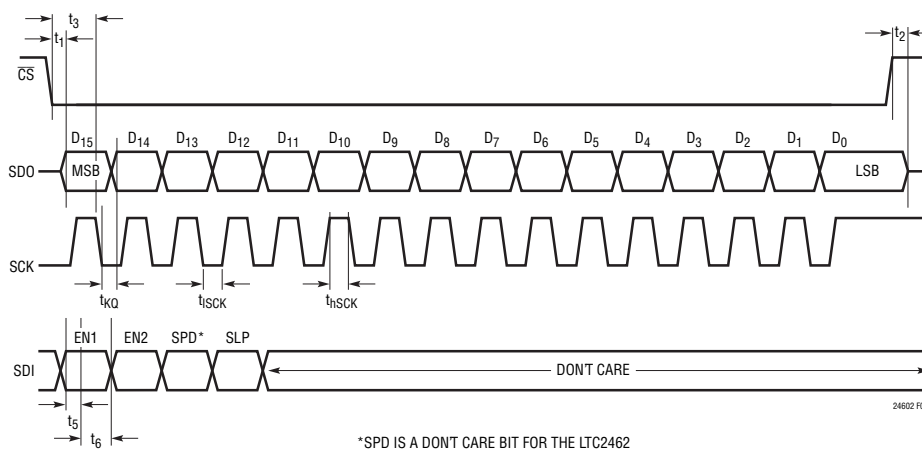 t3
t1
t2
CS
D15 D14 D13 D12 D11 D10 D9 D8 D7 D6 D5 D4 D3 D2 D1 D0
SDO MSB LSB
SCK
tKQ tlSCK thSCK
EN1 EN2 SPD* SLP
SDI DON'T CARE
t5
t6
24602 F
*SPD IS A DON'T CARE BIT FOR THE LTC2462